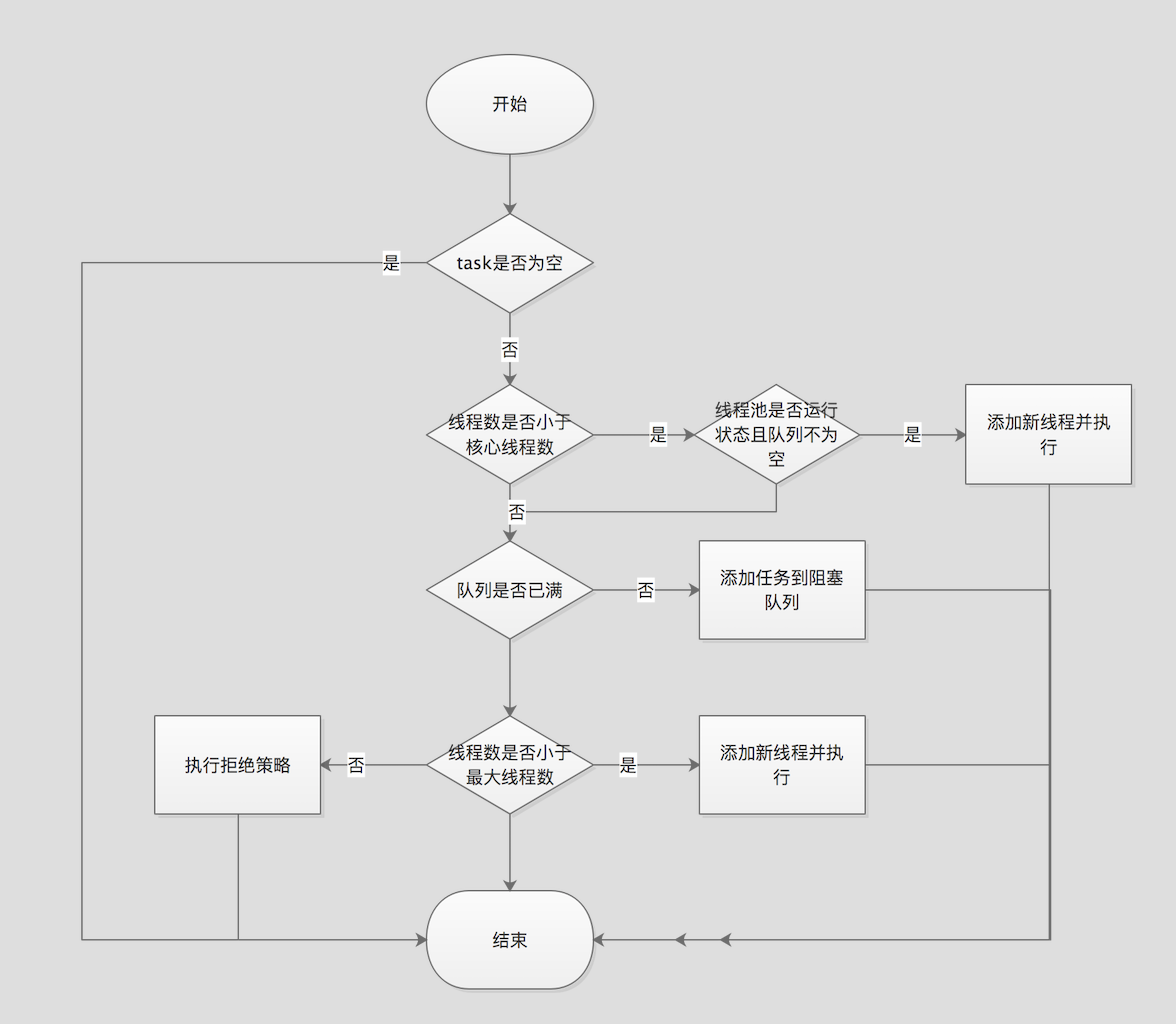 开始
是
task是否为空
否
线程数是否小于
核心线程数
是
线程池是否运行
状态且队列不为
空
是
添加新线程并执
行
否
队列是否已满
否
添加任务到阻塞
队列
执行拒绝策略
否
线程数是否小于
最大线程数
是
添加新线程并执
行
结束